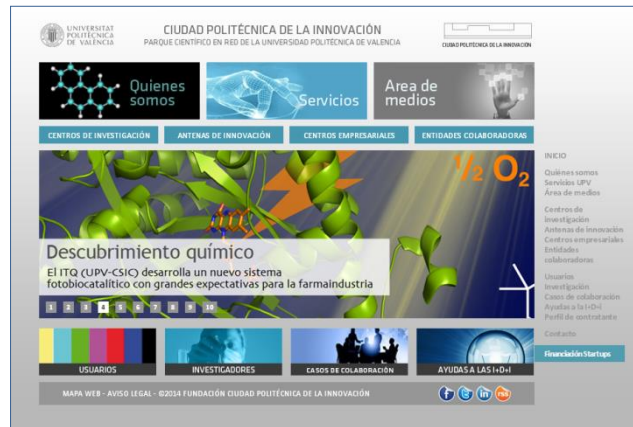 UNIVERSITAT
POLITÈCNICA
DE VALÈNCIA
CIUDAD POLITÉCNICA DE LA INNOVACIÓN
PARQUE CIENTÍFICO EN RED DE LA UNIVERSIDAD POLITÉCNICA DE VALENCIA
CIUDAD POLITÉCNICA DE LA INNOVACIÓN
Quienes
somos
Servicios
Area de
medios
CENTROS DE INVESTIGACIÓN
ANTENAS DE INNOVACIÓN
CENTROS EMPRESARIALES
ENTIDADES COLABORADORAS
½ O2
Descubrimiento químico
El ITQ (UPV-CSIC) desarrolla un nuevo sistema
fotobiocatalítico con grandes expectativas para la farmaindustria
1 2 3 4 5 6 7 8 9 10
INICIO
Quiénes somos
Servicios UPV
Área de medios
Centros de
investigación
Antenas de innovación
Centros empresariales
Entidades
colaboradoras
Usuarios
Investigación
Casos de colaboración
Ayudas a la I+D+i
Perfil de contratante
Contacto
Financiación Startups
USUARIOS
INVESTIGADORES
CASOS DE COLABORACIÓN
AYUDAS A LAS I+D+I
MAPA WEB - AVISO LEGAL - ©2014 FUNDACIÓN CIUDAD POLITÉCNICA DE LA INNOVACIÓN
f
in
rss